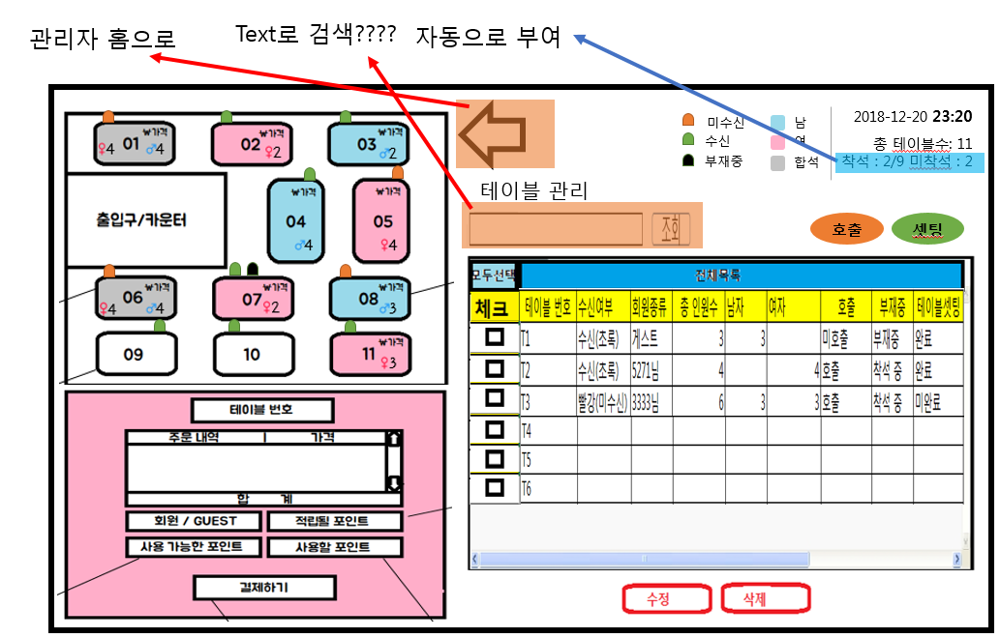 관리자 홈으로
Text로 검색????
자동으로 부여
미수신
수신
부재중
남
여
합석
2018-12-20 23:20
총 테이블수: 11
착석 : 2/9 미착석 : 2
₩가격
01
♀4 ♂4
₩가격
02
♀2
₩가격
03
♂2
출입구/카운터
₩가격
04
♂4
₩가격
05
♀4
₩가격
06
♀4 ♂4
₩가격
07
♀2
₩가격
08
♂3
09
10
₩가격
11
♀3
테이블 번호
주문 내역 | 가격
합 계
회원 / GUEST 적립될 포인트
사용 가능한 포인트 사용할 포인트
결제하기
테이블 관리
조회
호출
셋팅
모두선택 전체목록
체크 테이블 번호 수신여부 회원종류 총 인원수 남자 여자 호출 부재중 테이블셋팅
T1 수신(초록) 게스트 3 3 미호출 부재중 완료
T2 수신(초록) 5271님 4 4 호출 착석 중 완료
T3 빨강(미수신) 3333님 6 3 3 호출 착석 중 미완료
T4
T5
T6
수정
삭제